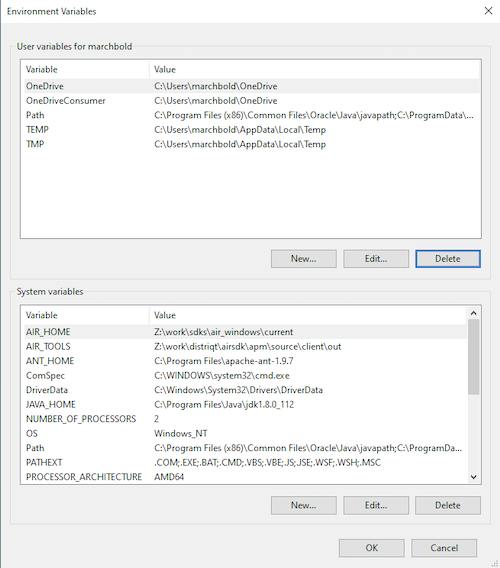 Environment Variables
User variables for marchbold
Variable Value
OneDrive C:\Users\marchbold\OneDrive
OneDriveConsumer C:\Users\marchbold\OneDrive
Path C:\Program Files (x86)\Common Files\Oracle\Java\javapath;C:\ProgramData\...
TEMP C:\Users\marchbold\AppData\Local\Temp
TMP C:\Users\marchbold\AppData\Local\Temp
New... Edit... Delete
System variables
Variable Value
AIR_HOME Z:\work\sdks\air_windows\current
AIR_TOOLS Z:\work\distriqt\airsdk\apm\source\client\out
ANT_HOME C:\Program Files\apache-ant-1.9.7
ComSpec C:\WINDOWS\system32\cmd.exe
DriverData C:\Windows\System32\Drivers\DriverData
JAVA_HOME C:\Program Files\Java\jdk1.8.0_112
NUMBER_OF_PROCESSORS 2
OS Windows_NT
Path C:\Program Files (x86)\Common Files\Oracle\Java\javapath;C:\ProgramDa...
PATHEXT .COM;.EXE;.BAT;.CMD;.VBS;.VBE;.JS;.JSE;.WSF;.WSH;.MSC
PROCESSOR_ARCHITECTURE AMD64
New... Edit... Delete
OK Cancel